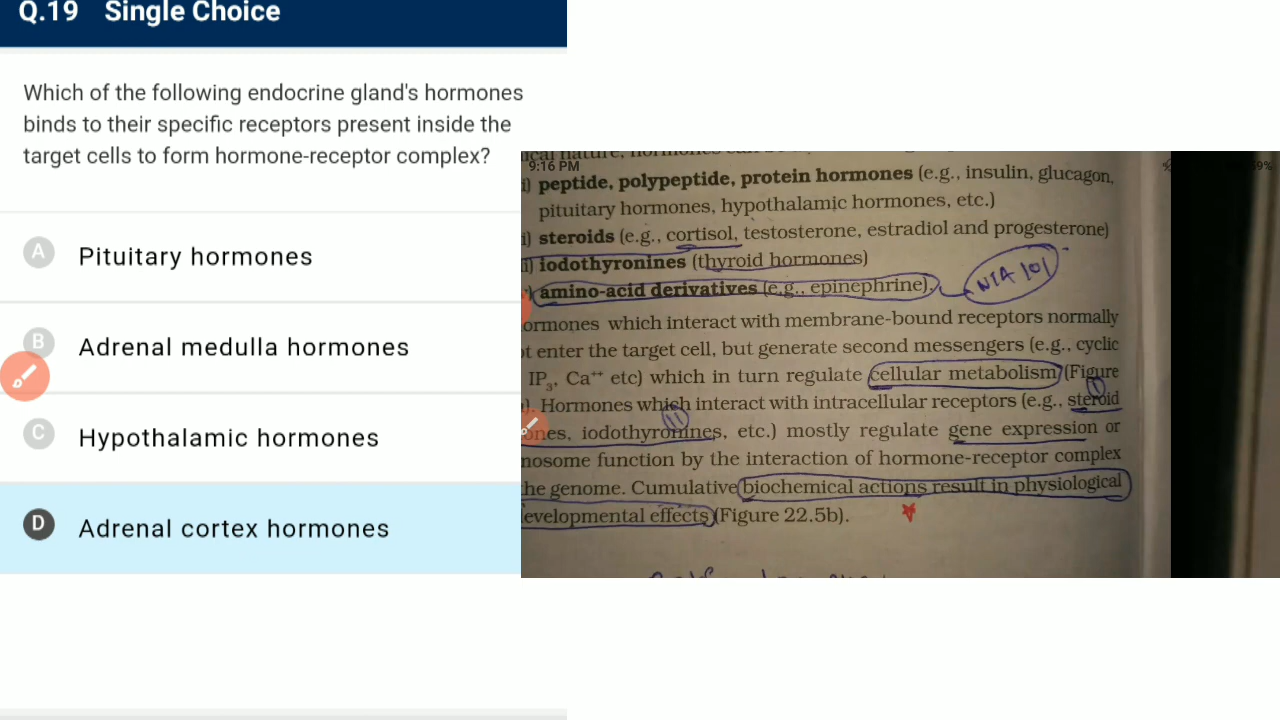 Q.19 Single Choice
Which of the following endocrine gland's hormones
binds to their specific receptors present inside the
target cells to form hormone-receptor complex?
A Pituitary hormones
B Adrenal medulla hormones
C Hypothalamic hormones
D Adrenal cortex hormones
9:16 PM
59%
i) peptide, polypeptide, protein hormones (e.g., insulin, glucagon,
pituitary hormones, hypothalamic hormones, etc.)
i) steroids (e.g., cortisol, testosterone, estradiol and progesterone)
i) iodothyronines (thyroid hormones)
) amino-acid derivatives (e.g., epinephrine).
NTA 101
ormones which interact with membrane-bound receptors normally
t enter the target cell, but generate second messengers (e.g., cyclic
IP₃, Ca⁺⁺ etc) which in turn regulate cellular metabolism (Figure
). Hormones which interact with intracellular receptors (e.g., steroid
ones, iodothyronines, etc.) mostly regulate gene expression or
nosome function by the interaction of hormone-receptor complex
he genome. Cumulative biochemical actions result in physiological
evelopmental effects (Figure 22.5b).